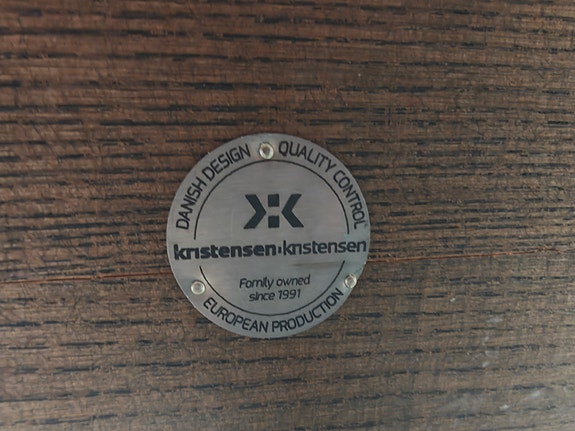 DANISH DESIGN
QUALITY CONTROL
kristensen:kristensen
Family owned
since 1991
EUROPEAN PRODUCTION